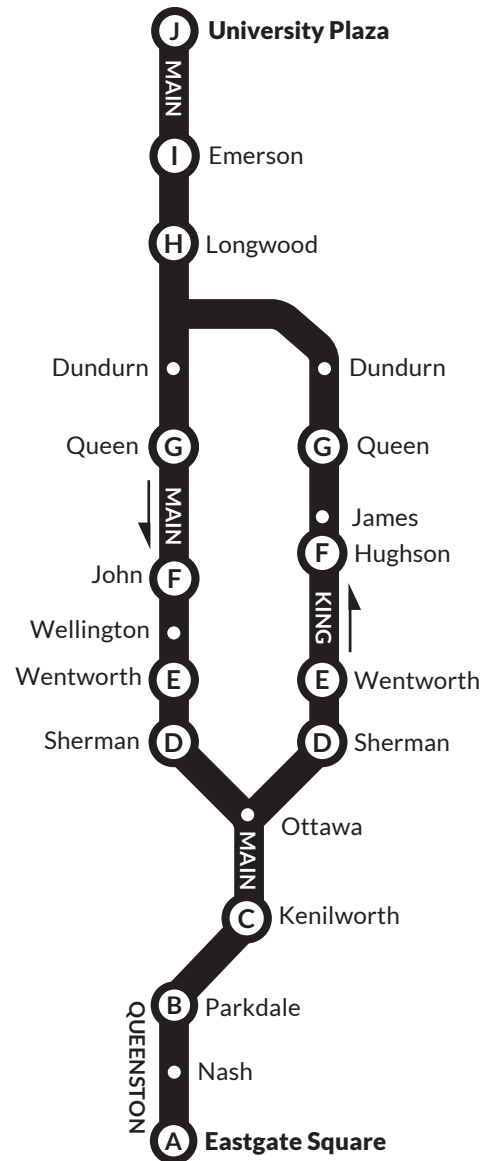 J University Plaza
MAIN
I Emerson
H Longwood
Dundurn Dundurn
Queen G G Queen
MAIN
James
F Hughson
John F
KING
Wellington
Wentworth E E Wentworth
Sherman D D Sherman
Ottawa
MAIN
C Kenilworth
B Parkdale
QUEENSTON
Nash
A Eastgate Square